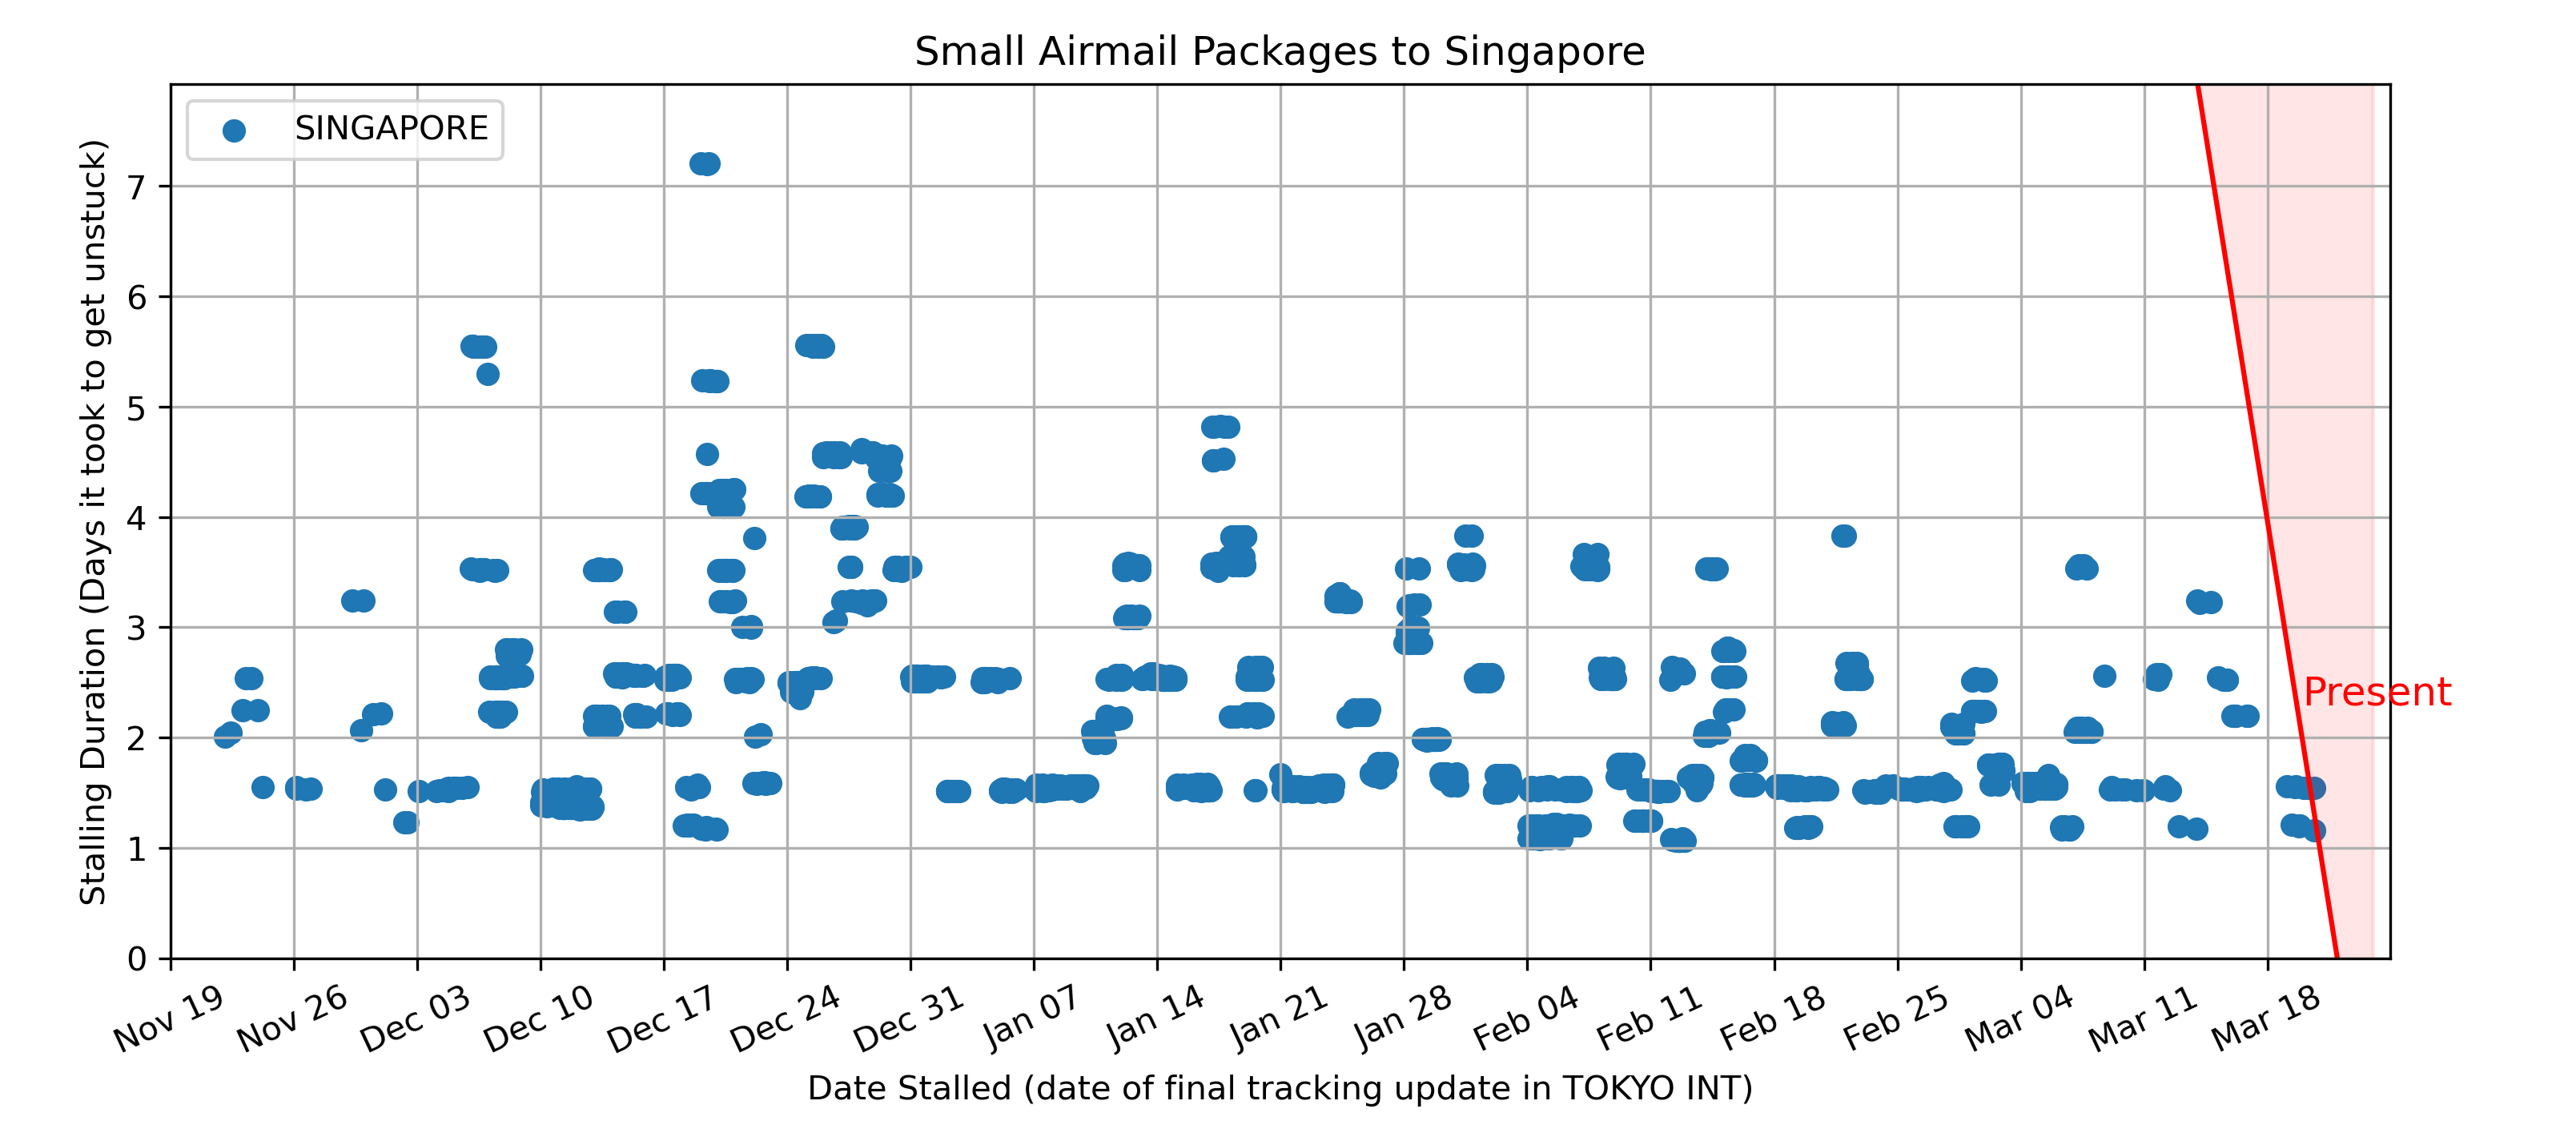 Small Airmail Packages to Singapore
SINGAPORE
Stalling Duration (Days it took to get unstuck)
7
6
5
4
3
2
1
0
Present
Nov 19
Nov 26
Dec 03
Dec 10
Dec 17
Dec 24
Dec 31
Jan 07
Jan 14
Jan 21
Jan 28
Feb 04
Feb 11
Feb 18
Feb 25
Mar 04
Mar 11
Mar 18
Date Stalled (date of final tracking update in TOKYO INT)